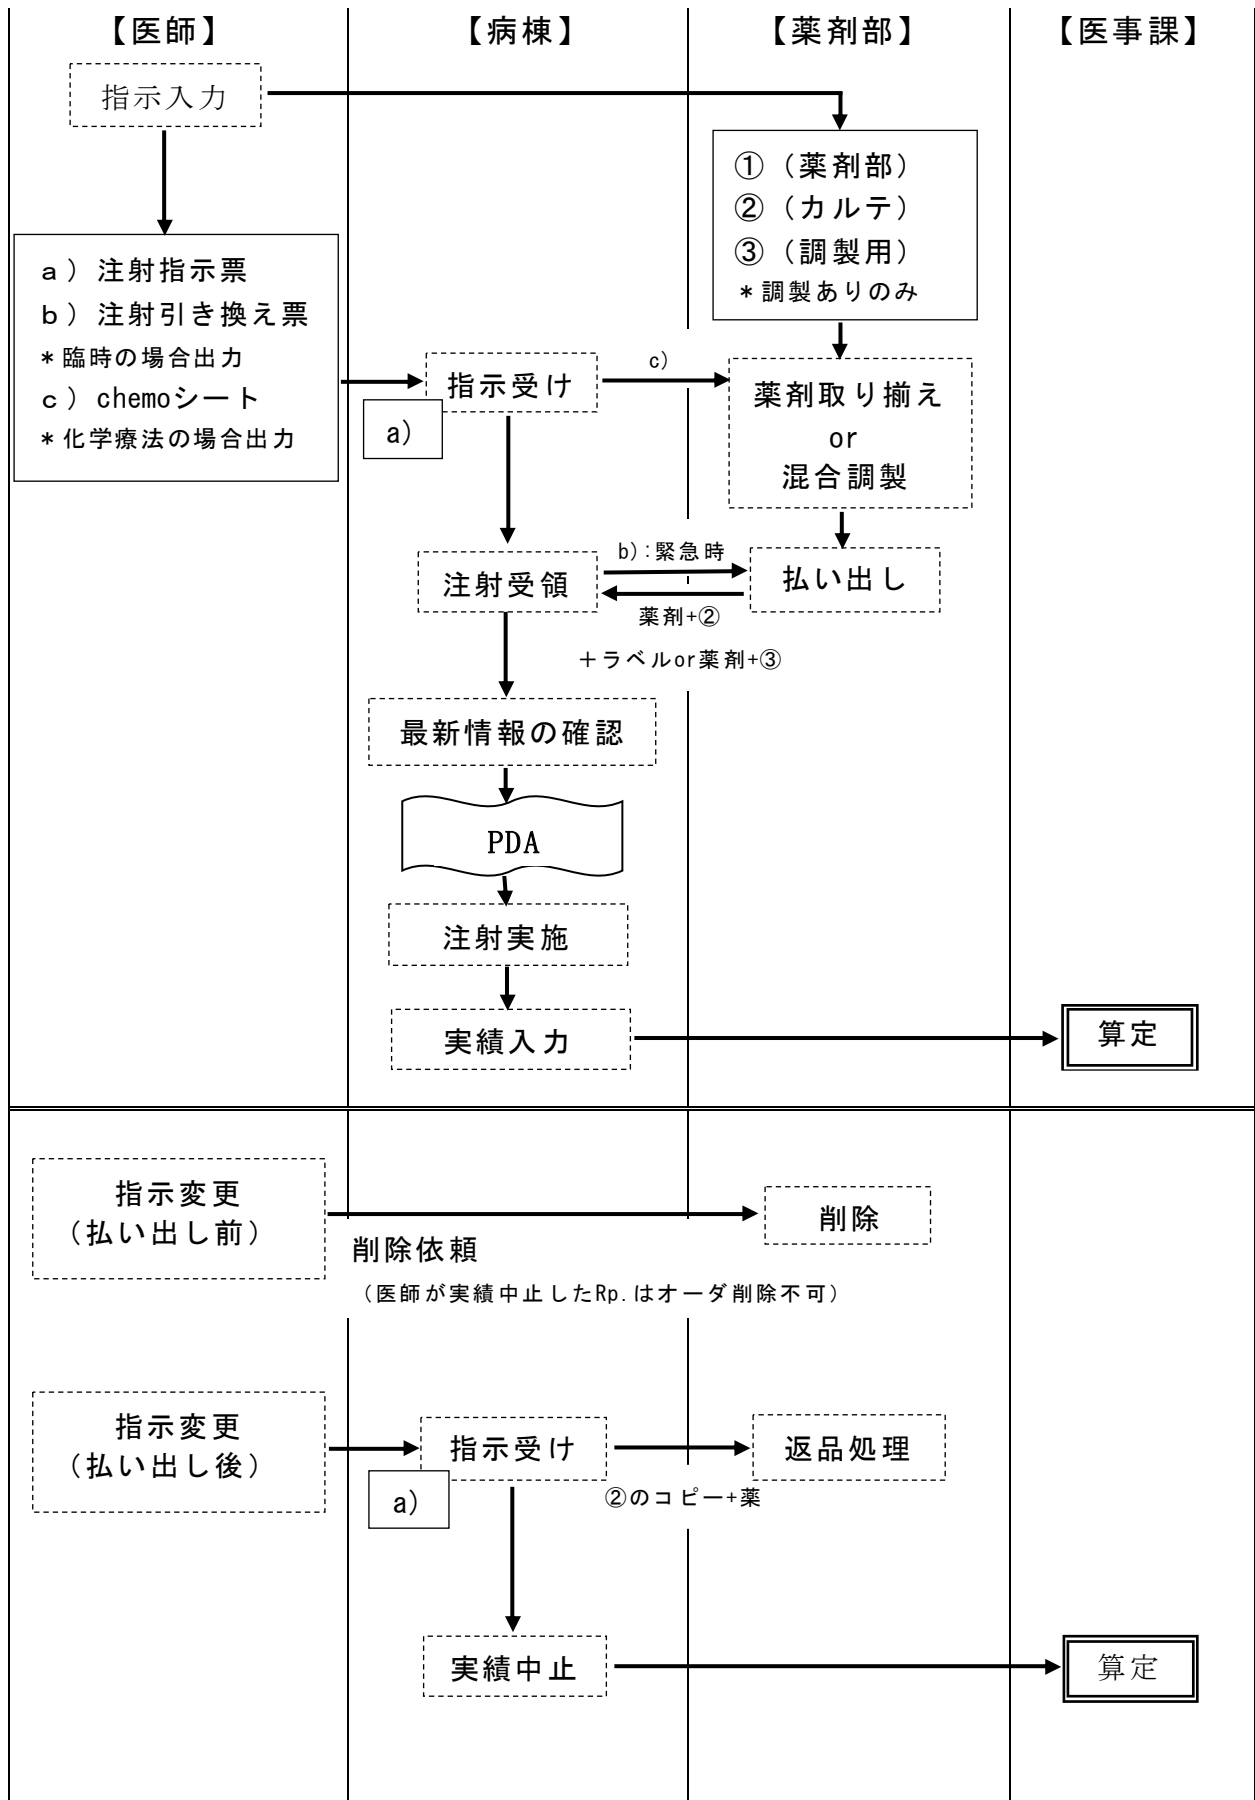 【医師】
【病棟】
【薬剤部】
【医事課】
指示入力
①（薬剤部）
②（カルテ）
③（調製用）
＊調製ありのみ
ａ）注射指示票
ｂ）注射引き換え票
＊臨時の場合出力
ｃ）chemoシート
＊化学療法の場合出力
指示受け
a)
c)
薬剤取り揃え
or
混合調製
注射受領
b):緊急時
払い出し
薬剤+②
＋ラベルor薬剤+③
最新情報の確認
PDA
注射実施
実績入力
算定
指示変更
（払い出し前）
削除
削除依頼
（医師が実績中止したRp.はオーダ削除不可）
指示変更
（払い出し後）
指示受け
a)
返品処理
②のコピー+薬
実績中止
算定